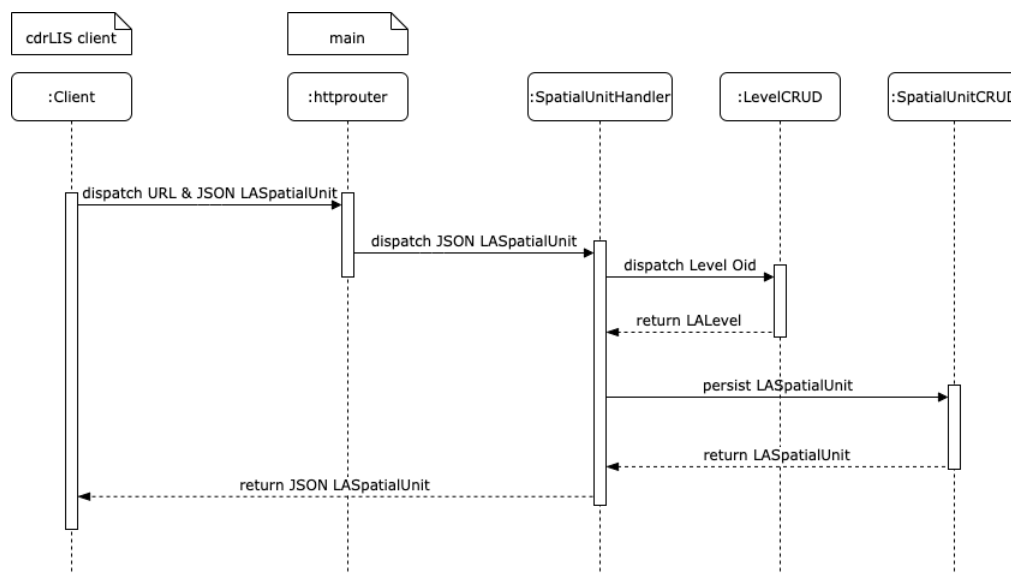 cdrLIS client
main
:Client
:httprouter
:SpatialUnitHandler
:LevelCRUD
:SpatialUnitCRUD
dispatch URL & JSON LASpatialUnit
dispatch JSON LASpatialUnit
dispatch Level Oid
return LALevel
persist LASpatialUnit
return LASpatialUnit
return JSON LASpatialUnit